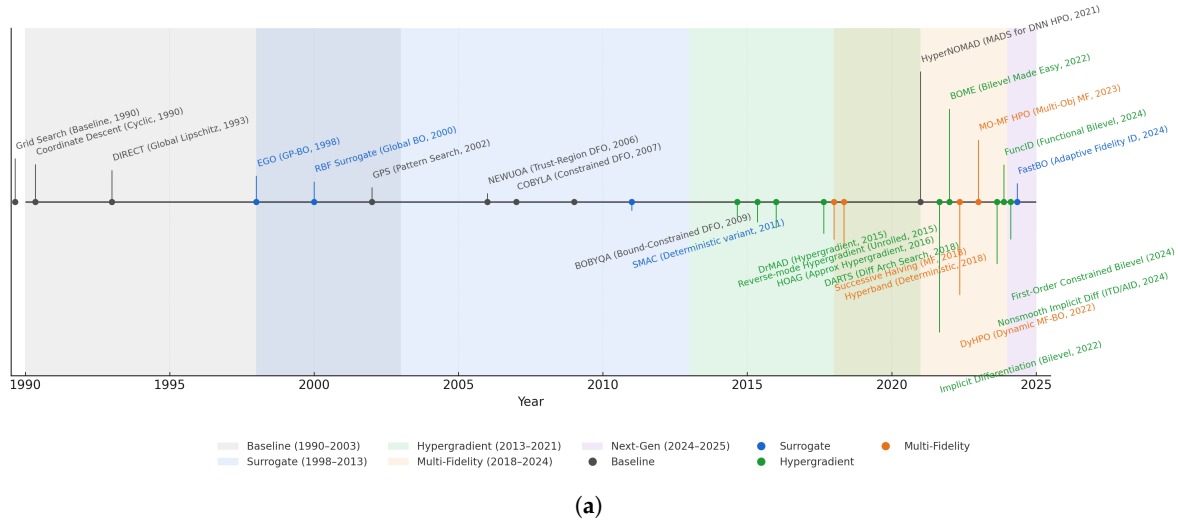 HyperNOMAD (MADS for DNN HPO, 2021)
BOME (Bilevel Made Easy, 2022)
MO-MF HPO (Multi-Obj MF, 2023)
FuncID (Functional Bilevel, 2024)
FastBO (Adaptive Fidelity ID, 2024)
Grid Search (Baseline, 1990)
Coordinate Descent (Cyclic, 1990)
DIRECT (Global Lipschitz, 1993)
EGO (GP-BO, 1998)
RBF Surrogate (Global BO, 2000)
GPS (Pattern Search, 2002)
NEWUOA (Trust-Region DFO, 2006)
COBYLA (Constrained DFO, 2007)
BOBYQA (Bound-Constrained DFO, 2009)
SMAC (Deterministic variant, 2011)
DrMAD (Hypergradient, 2015)
Reverse-mode Hypergradient (Unrolled, 2015)
HOAG (Approx Hypergradient, 2016)
DARTS (Diff Arch Search, 2018)
Successive Halving (MF, 2018)
Hyperband (Deterministic, 2018)
First-Order Constrained Bilevel (2024)
Nonsmooth Implicit Diff (ITD/AID, 2024)
DyHPO (Dynamic MF-BO, 2022)
Implicit Differentiation (Bilevel, 2022)
1990 1995 2000 2005 2010 2015 2020 2025
Year
Baseline (1990–2003) Hypergradient (2013–2021) Next-Gen (2024–2025) Surrogate Multi-Fidelity
Surrogate (1998–2013) Multi-Fidelity (2018–2024) Baseline Hypergradient
(a)